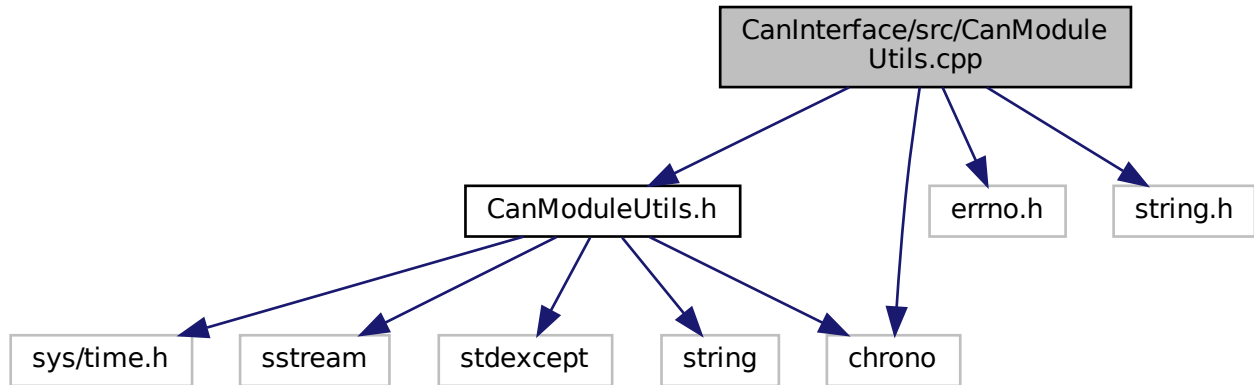 CanInterface/src/CanModule
Utils.cpp
CanModuleUtils.h
errno.h
string.h
sys/time.h
sstream
stdexcept
string
chrono